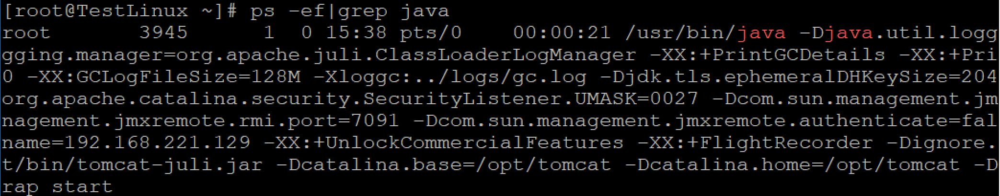 [root@TestLinux ~]# ps -ef|grep java
root       3945      1  0 15:38 pts/0    00:00:21 /usr/bin/java -Djava.util.logg
gging.manager=org.apache.juli.ClassLoaderLogManager -XX:+PrintGCDetails -XX:+Pri
0 -XX:GCLogFileSize=128M -Xloggc:../logs/gc.log -Djdk.tls.ephemeralDHKeySize=204
org.apache.catalina.security.SecurityListener.UMASK=0027 -Dcom.sun.management.jm
nagement.jmxremote.rmi.port=7091 -Dcom.sun.management.jmxremote.authenticate=fal
name=192.168.221.129 -XX:+UnlockCommercialFeatures -XX:+FlightRecorder -Dignore.
t/bin/tomcat-juli.jar -Dcatalina.base=/opt/tomcat -Dcatalina.home=/opt/tomcat -D
rap start